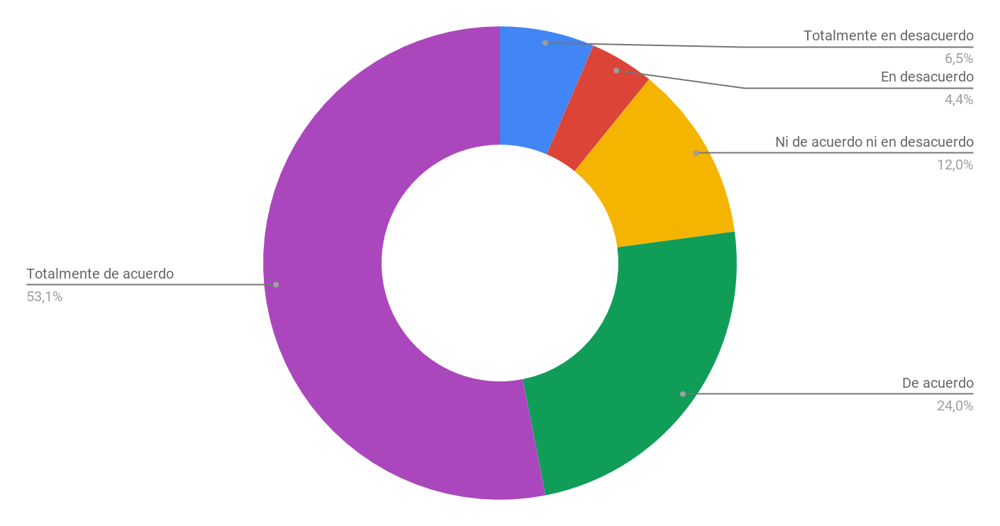 Totalmente en desacuerdo
6,5%
En desacuerdo
4,4%
Ni de acuerdo ni en desacuerdo
12,0%
Totalmente de acuerdo
53,1%
De acuerdo
24,0%